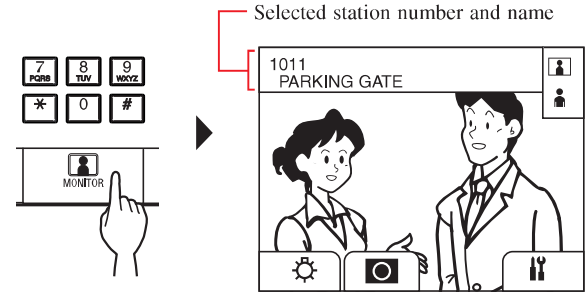 Selected station number and name
1011
PARKING GATE
7 8 9
PQRS TUV WXYZ
* 0 #
MONITOR